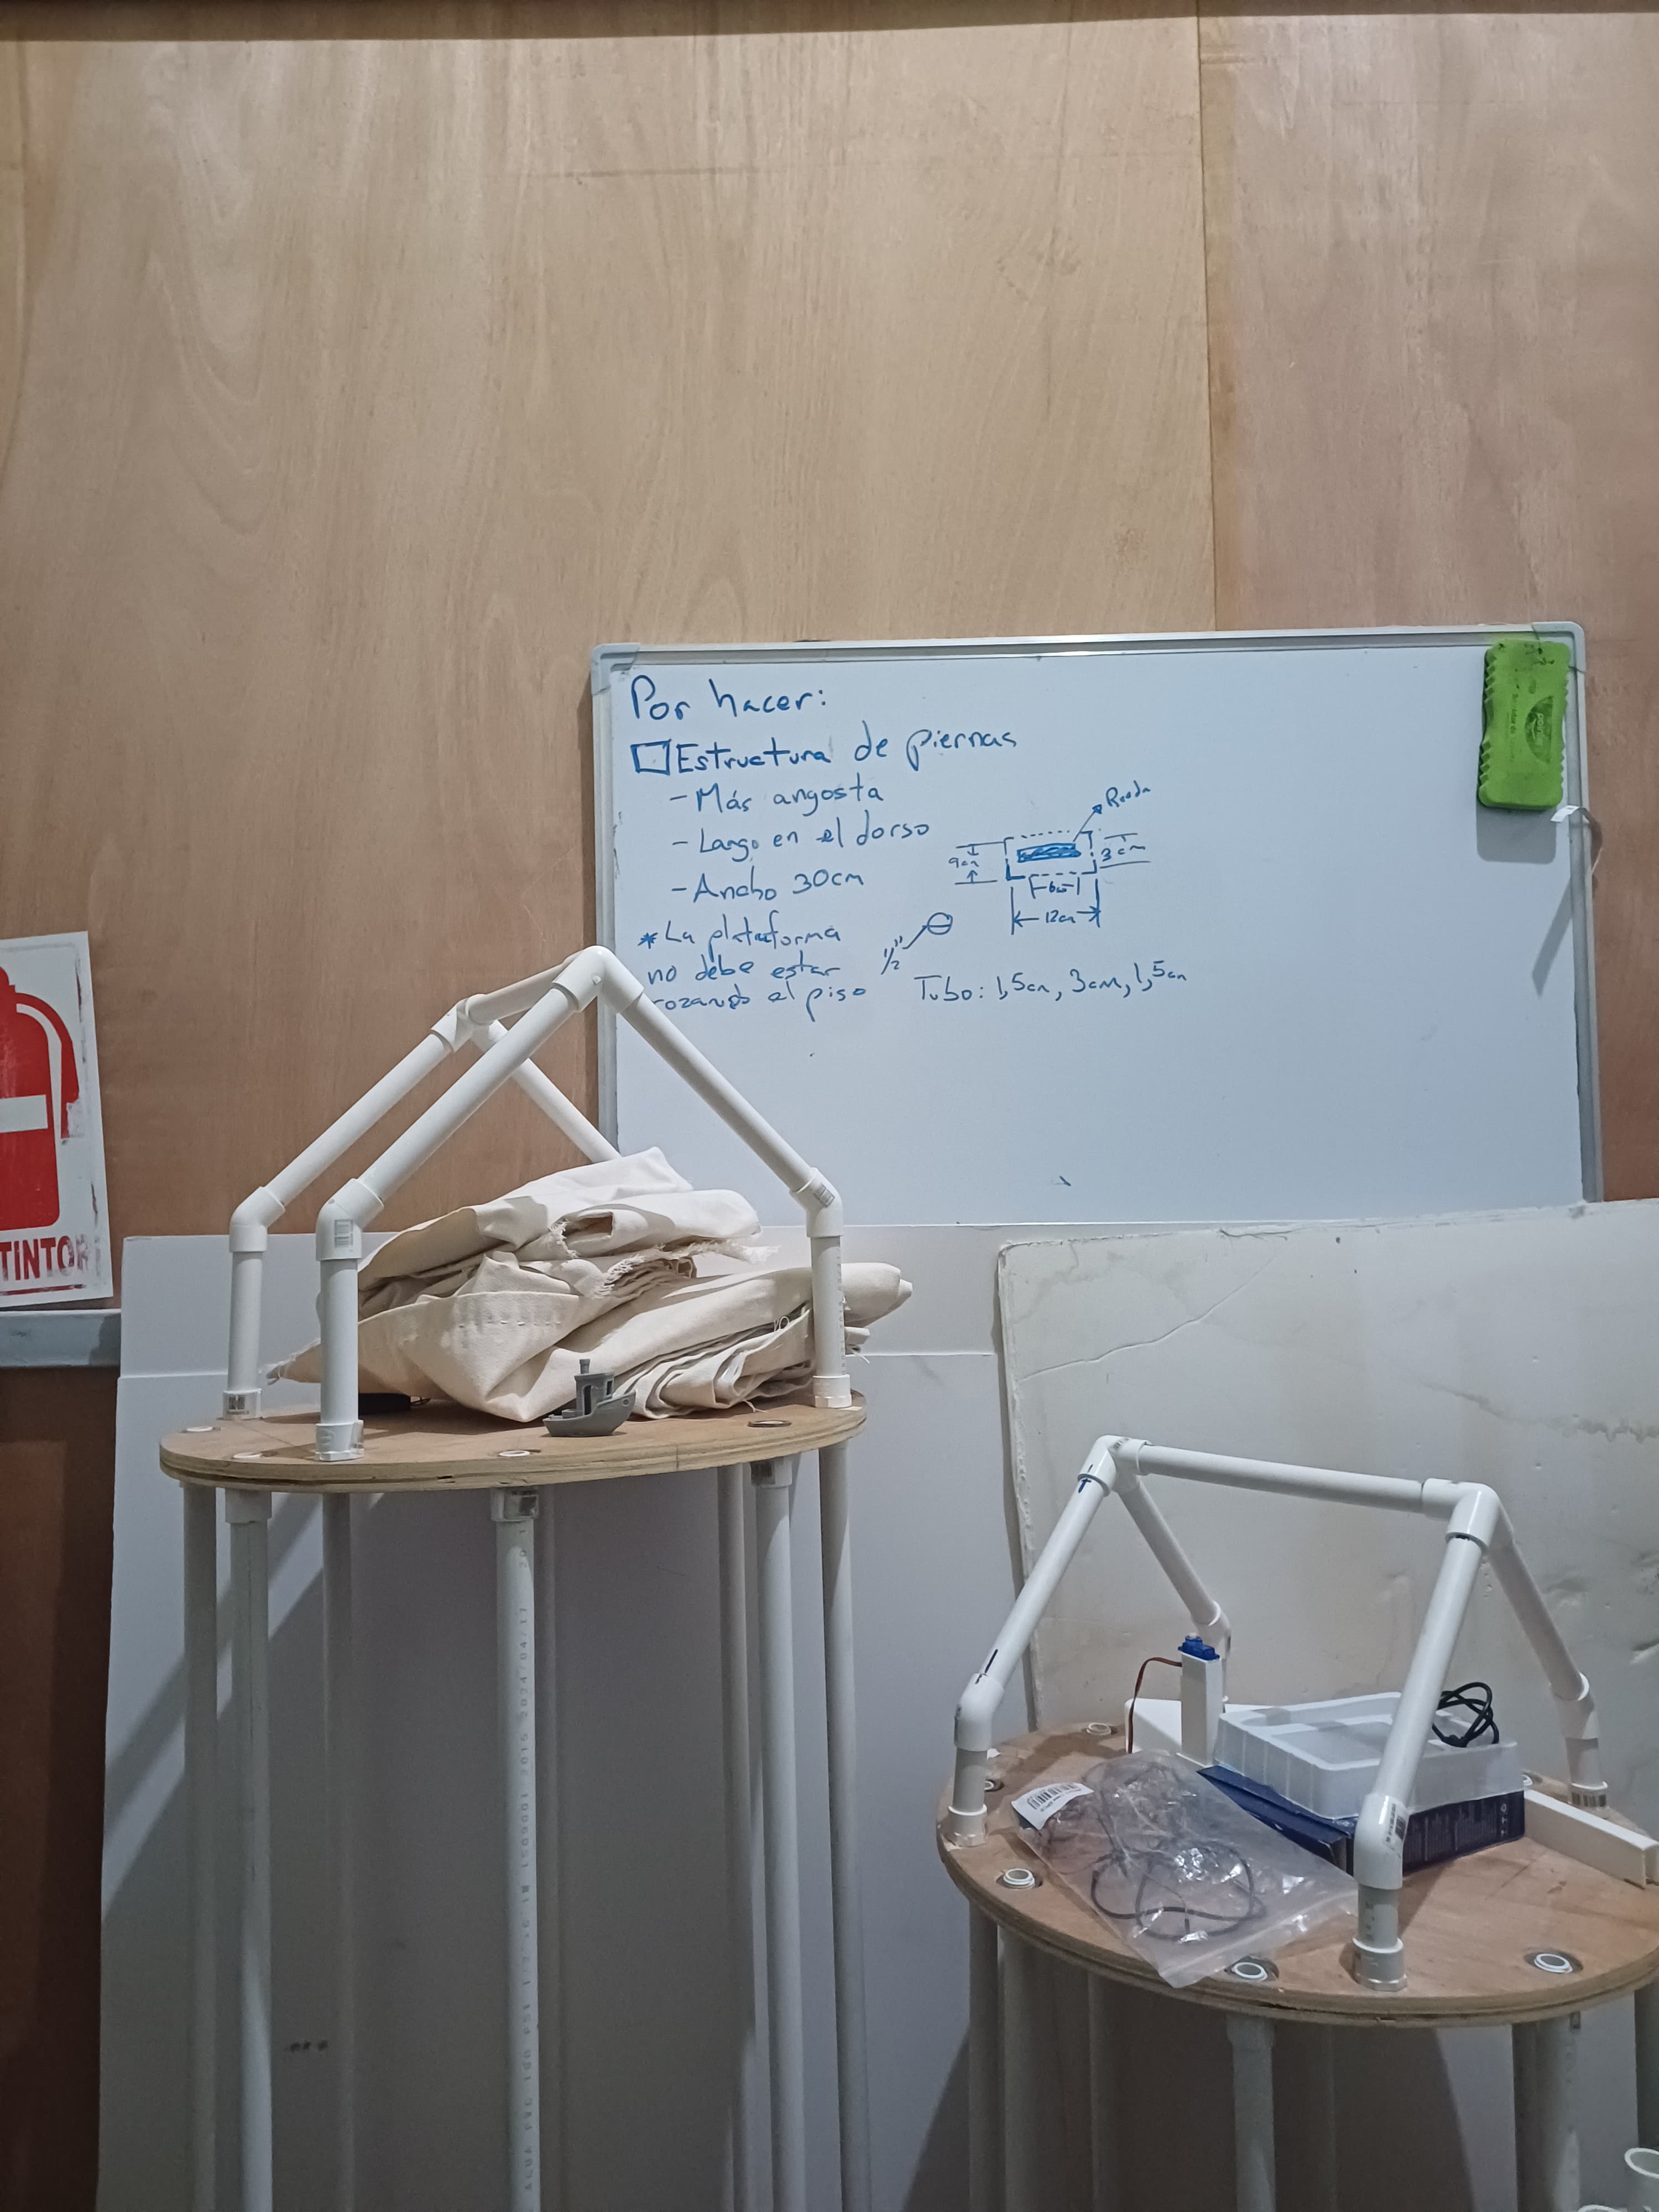 Por hacer:
Estructura de piernas
- Más angosta
- Largo en el dorso
- Ancho 30cm
* La plataforma
no debe estar
rozando el piso
Rueda
9cm
3cm
12cm
1/2"
Tubo: 1,5cm, 3cm, 1,5cm
TINTOR